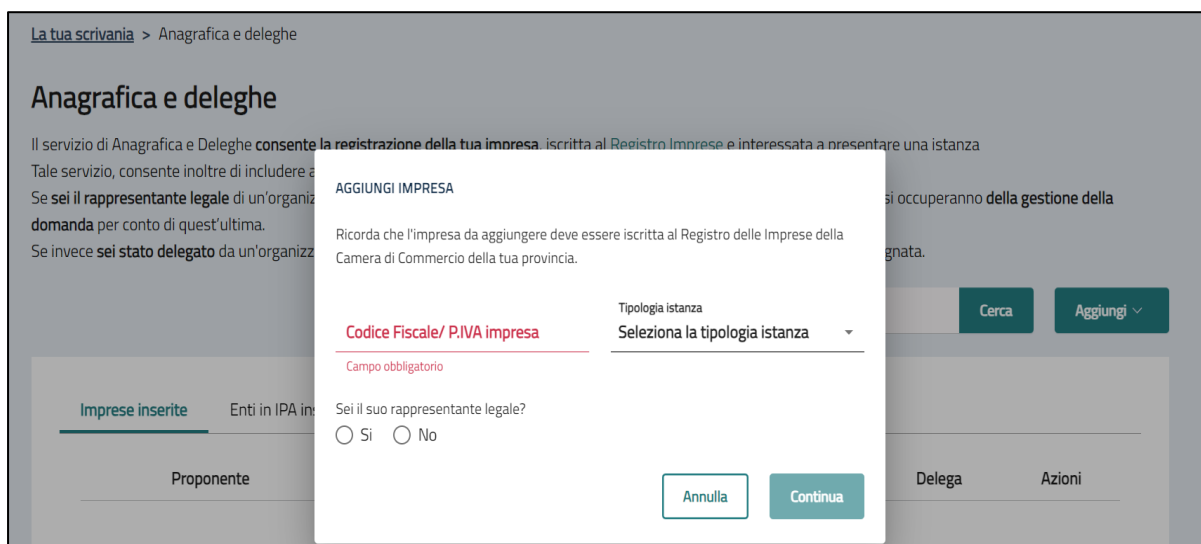 La tua scrivania > Anagrafica e deleghe
Anagrafica e deleghe
Il servizio di Anagrafica e Deleghe consente la registrazione della tua impresa, iscritta al Registro Imprese e interessata a presentare una istanza
Tale servizio, consente inoltre di includere
Se sei il rappresentante legale di un'organiz si occuperanno della gestione della
domanda per conto di quest'ultima.
Se invece sei stato delegato da un'organizz gnata.
AGGIUNGI IMPRESA
Ricorda che l'impresa da aggiungere deve essere iscritta al Registro delle Imprese della
Camera di Commercio della tua provincia.
Codice Fiscale/ P.IVA impresa
Campo obbligatorio
Tipologia istanza
Seleziona la tipologia istanza
Sei il suo rappresentante legale?
Si No
Annulla Continua
Cerca Aggiungi
Imprese inserite Enti in IPA in
Proponente Delega Azioni